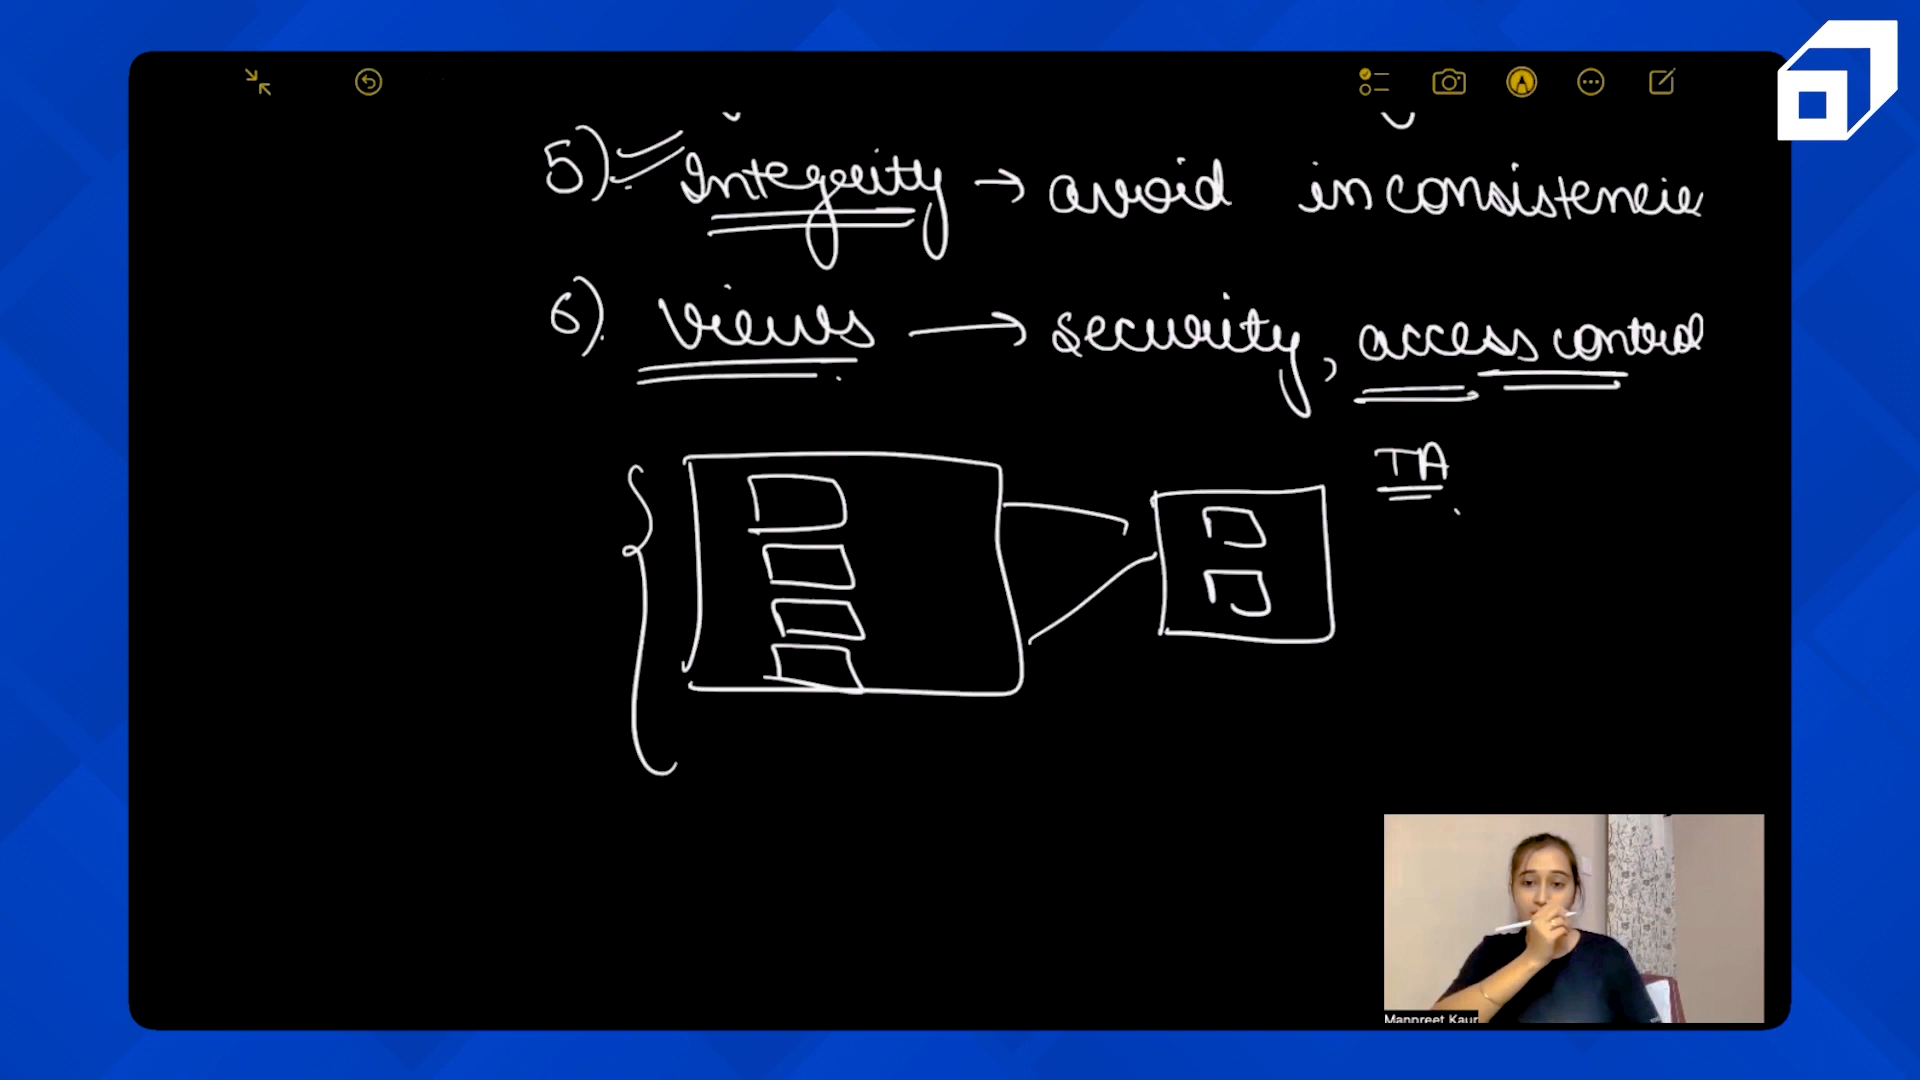 5) Integrity → avoid inconsistencie
6) views → security, access control
TA
Manpreet Kaur